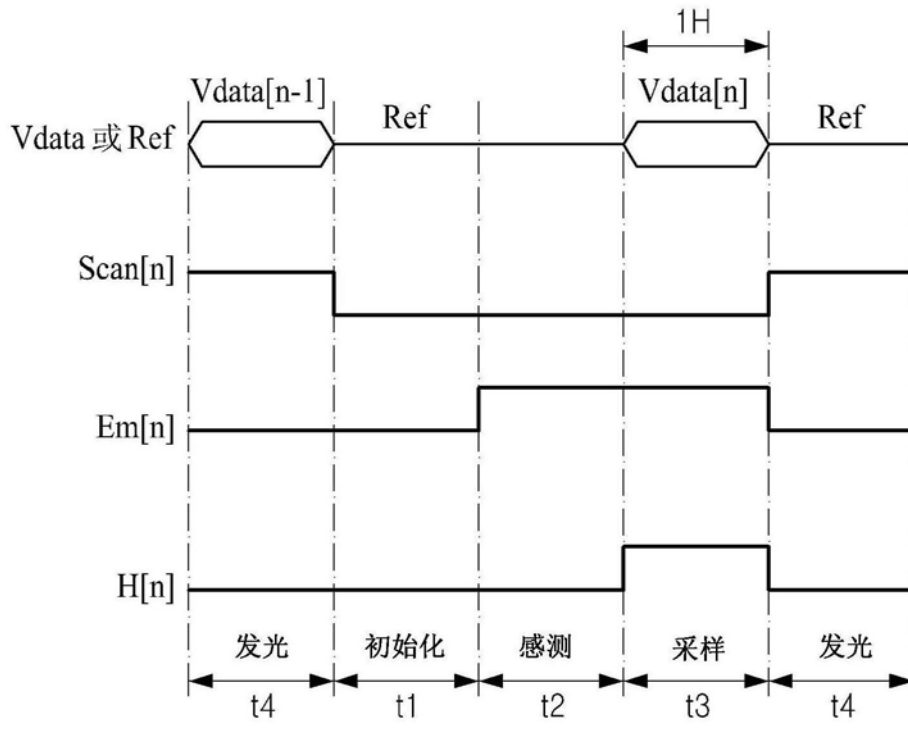 1H
Vdata[n-1]
Vdata[n]
Ref
Ref
Vdata 或 Ref
Scan[n]
Em[n]
H[n]
发光 初始化 感测 采样 发光
t4 t1 t2 t3 t4